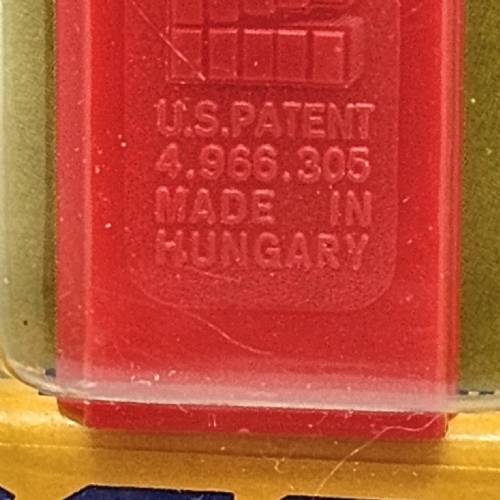 U.S.PATENT
4.966.305
MADE IN
HUNGARY